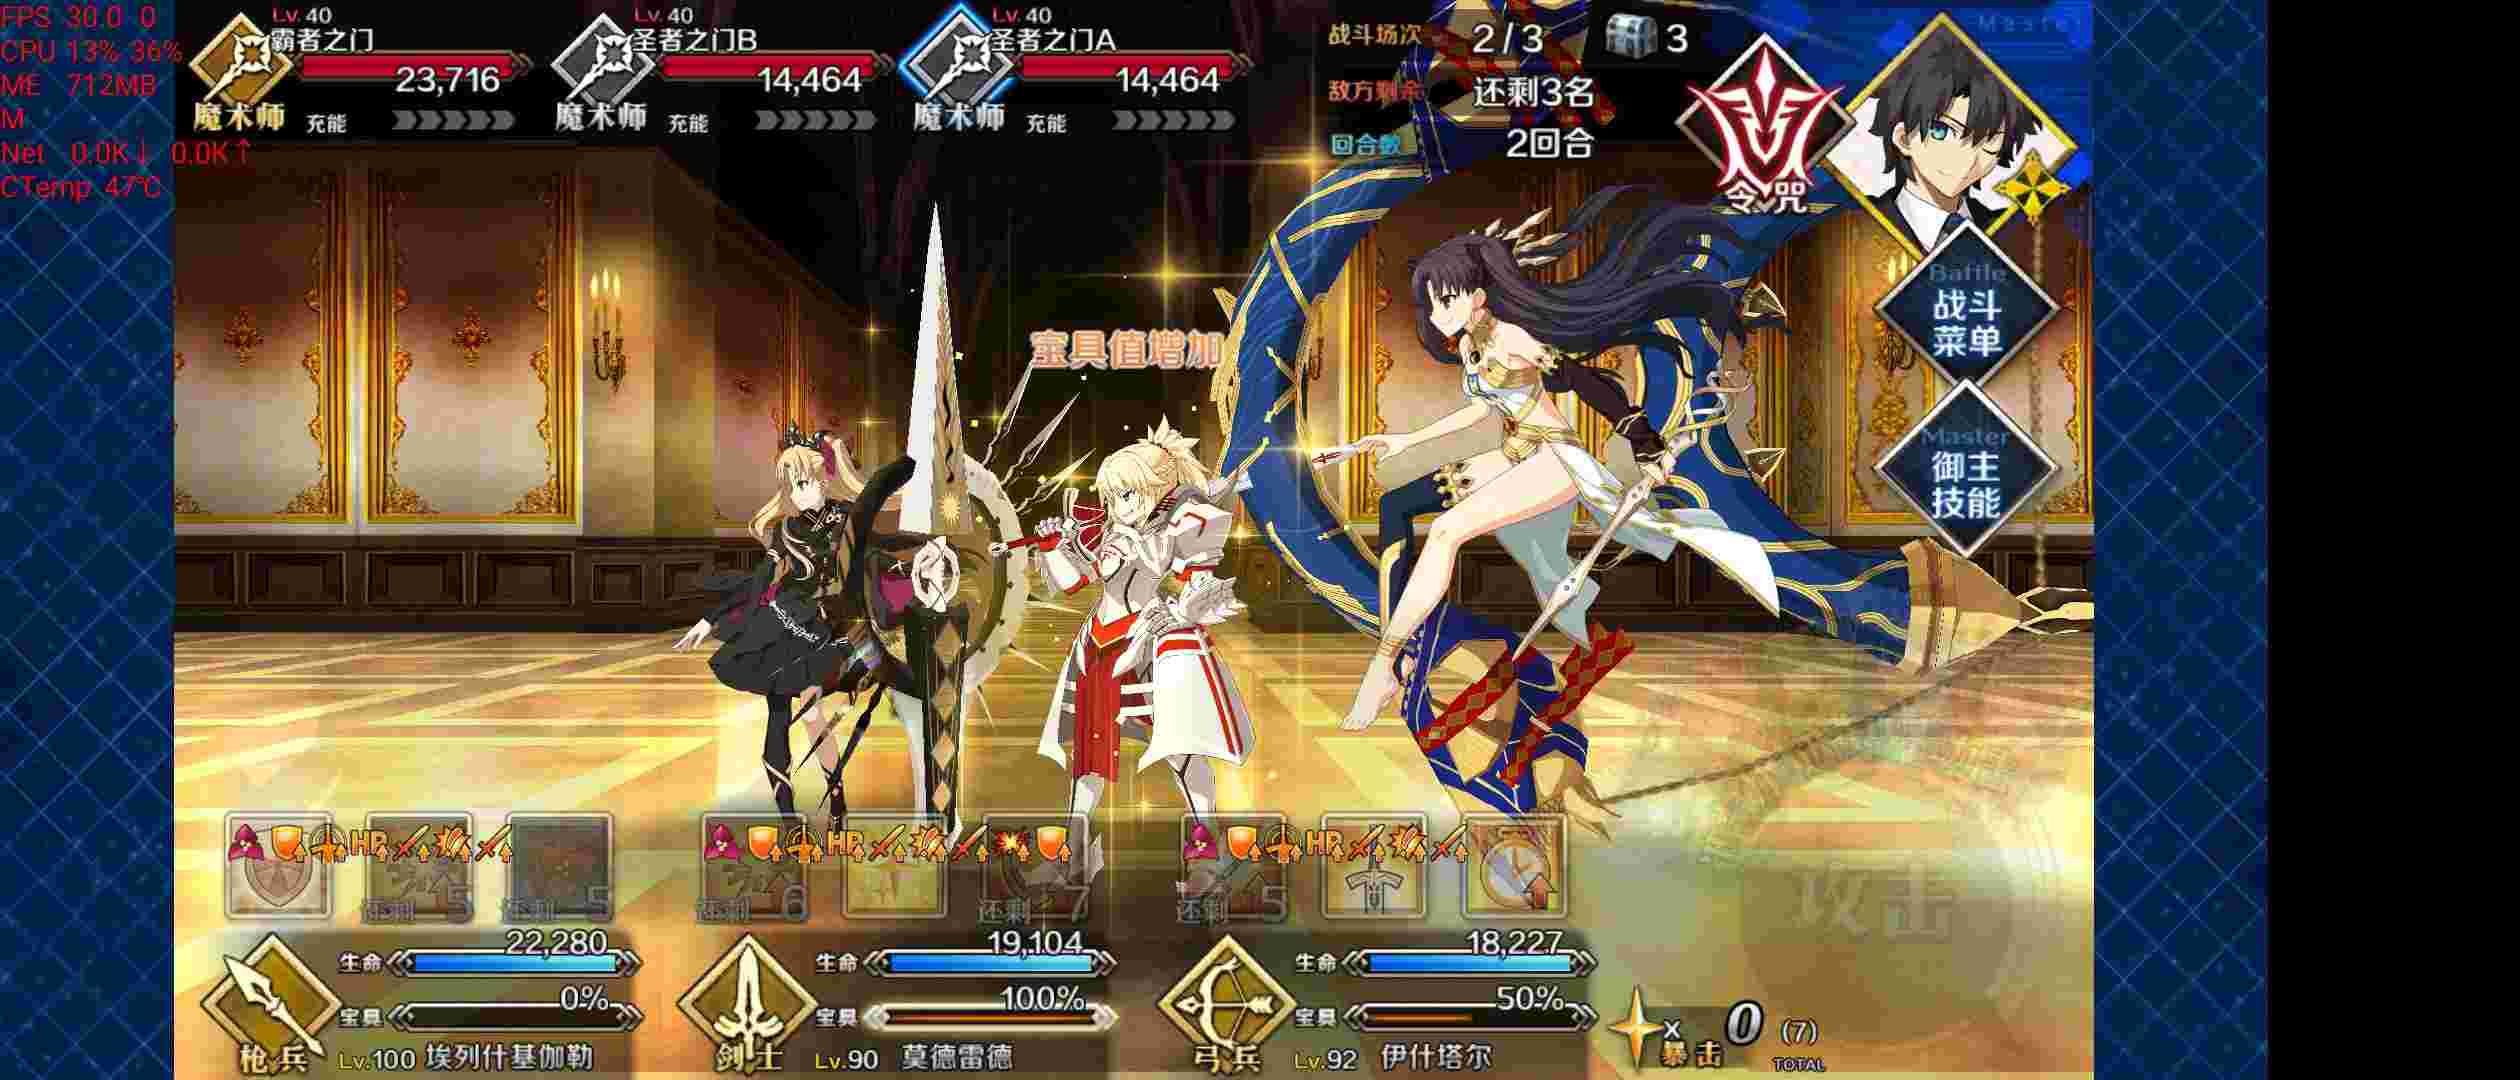 FPS 30.0 0
CPU 13% 36%
ME 712MB
M
Net 0.0K↓ 0.0K↑
CTemp 47℃
Lv.40
霸者之门
23,716
魔术师 充能
Lv.40
圣者之门B
14,464
魔术师 充能
Lv.40
圣者之门A
14,464
魔术师 充能
战斗场次 2/3 3
敌方剩余 还剩3名
回合数 2回合
令咒
Master
Battle
战斗
菜单
Master
御主
技能
宝具值增加
攻击
HP
HP
HP
还剩 5
还剩 5
还剩 6
还剩 7
还剩 5
生命 22,280
宝具 0%
枪兵 Lv.100 埃列什基伽勒
生命 19,104
宝具 100%
剑士 Lv.90 莫德雷德
生命 18,227
宝具 50%
弓兵 Lv.92 伊什塔尔
X 0 (7)
暴击 TOTAL